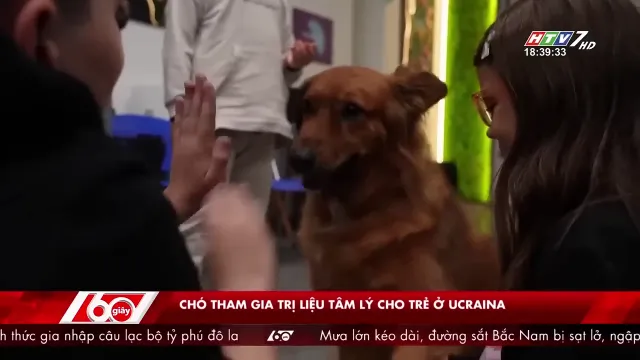 HTV7 HD
18:39:33
60 giây
CHÓ THAM GIA TRỊ LIỆU TÂM LÝ CHO TRẺ Ở UCRAINA
h thức gia nhập câu lạc bộ tỷ phú đô la 60 Mưa lớn kéo dài, đường sắt Bắc Nam bị sạt lở, ngập